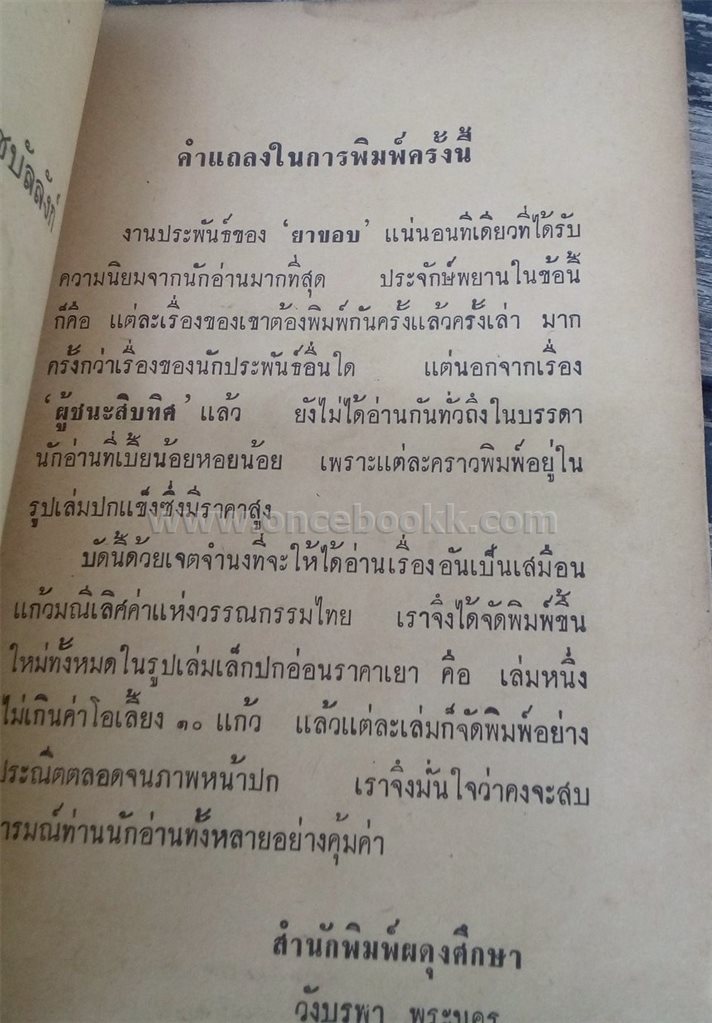 คำแถลงในการพิมพ์ครั้งนี้
งานประพันธ์ของ ‘ยาขอบ’ แน่นอนทีเดียวที่ได้รับ
ความนิยมจากนักอ่านมากที่สุด ประจักษ์พยานในข้อนี้
ก็คือ แต่ละเรื่องของเขาต้องพิมพ์กันครั้งแล้วครั้งเล่า มาก
ครั้งกว่าเรื่องของนักประพันธ์อื่นใด แต่นอกจากเรื่อง
‘ผู้ชนะสิบทิศ’ แล้ว ยังไม่ได้อ่านกันทั่วถึงในบรรดา
นักอ่านที่เบี้ยน้อยหอยน้อย เพราะแต่ละคราวพิมพ์อยู่ใน
รูปเล่มปกแข็งซึ่งมีราคาสูง
www.oncebookk.com
บัดนี้ด้วยเจตจำนงที่จะให้ได้อ่านเรื่องอันเป็นเสมือน
แก้วมณีเลิศค่าแห่งวรรณกรรมไทย เราจึงได้จัดพิมพ์ขึ้น
ใหม่ทั้งหมดในรูปเล่มเล็กปกอ่อนราคาเยา คือ เล่มหนึ่ง
ไม่เกินค่าโอเลี้ยง ๑๐ แก้ว แล้วแต่ละเล่มก็จัดพิมพ์อย่าง
ประณีตตลอดจนภาพหน้าปก เราจึงมั่นใจว่าคงจะสบ
ารมณ์ท่านนักอ่านทั้งหลายอย่างคุ้มค่า
สำนักพิมพ์ผดุงศึกษา
วังบูรพา พระนคร